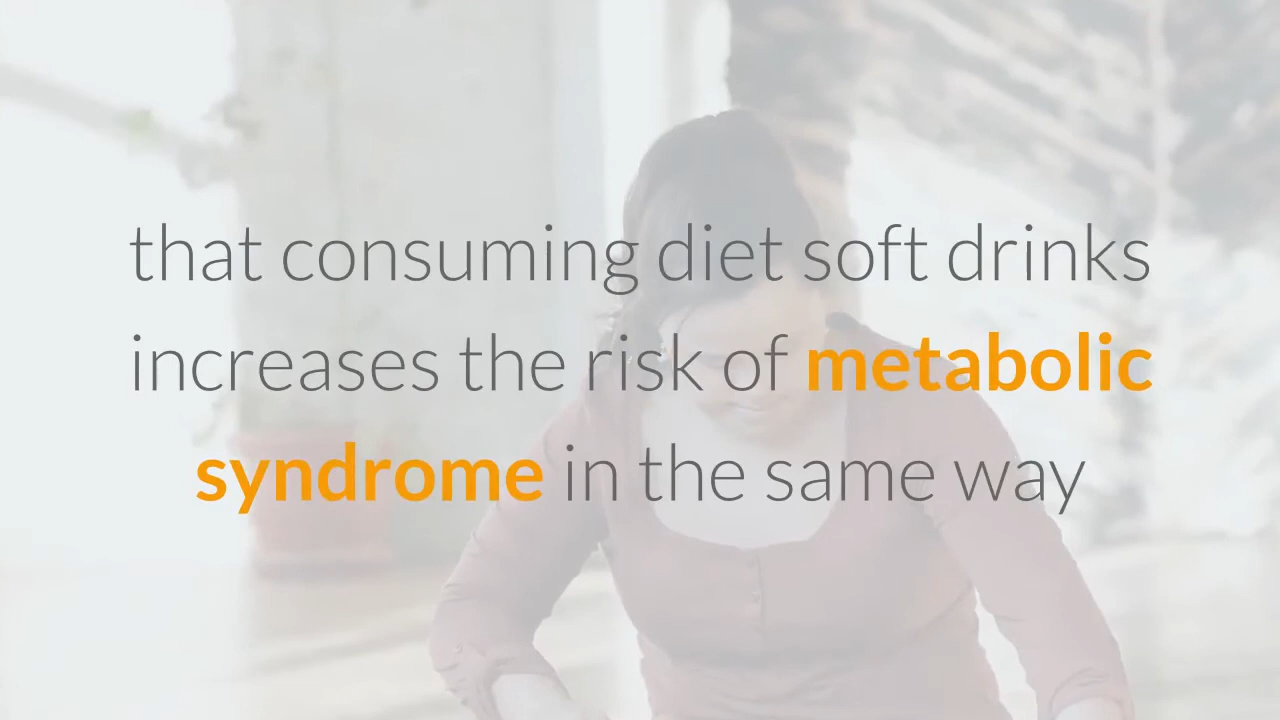 that consuming diet soft drinks
increases the risk of metabolic
syndrome in the same way